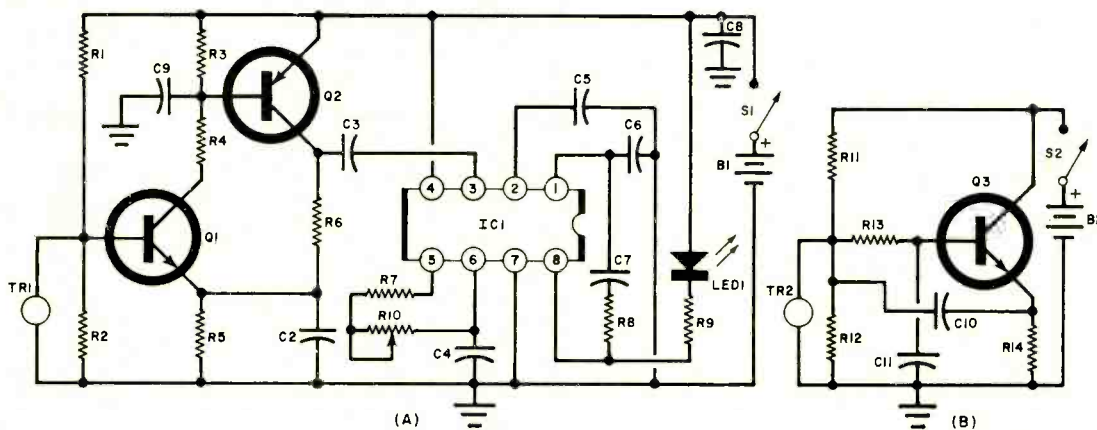 R1
R3
C9
Q2
R4
C3
C5
C6
C8
S1
+
B1
4
3
2
1
IC1
5
6
7
8
Q1
R6
R7
R10
C7
R8
LED1
R9
TR1
R2
R5
C2
C4
(A)
R11
S2
+
Q3
R13
TR2
C10
R12
C11
R14
(B)